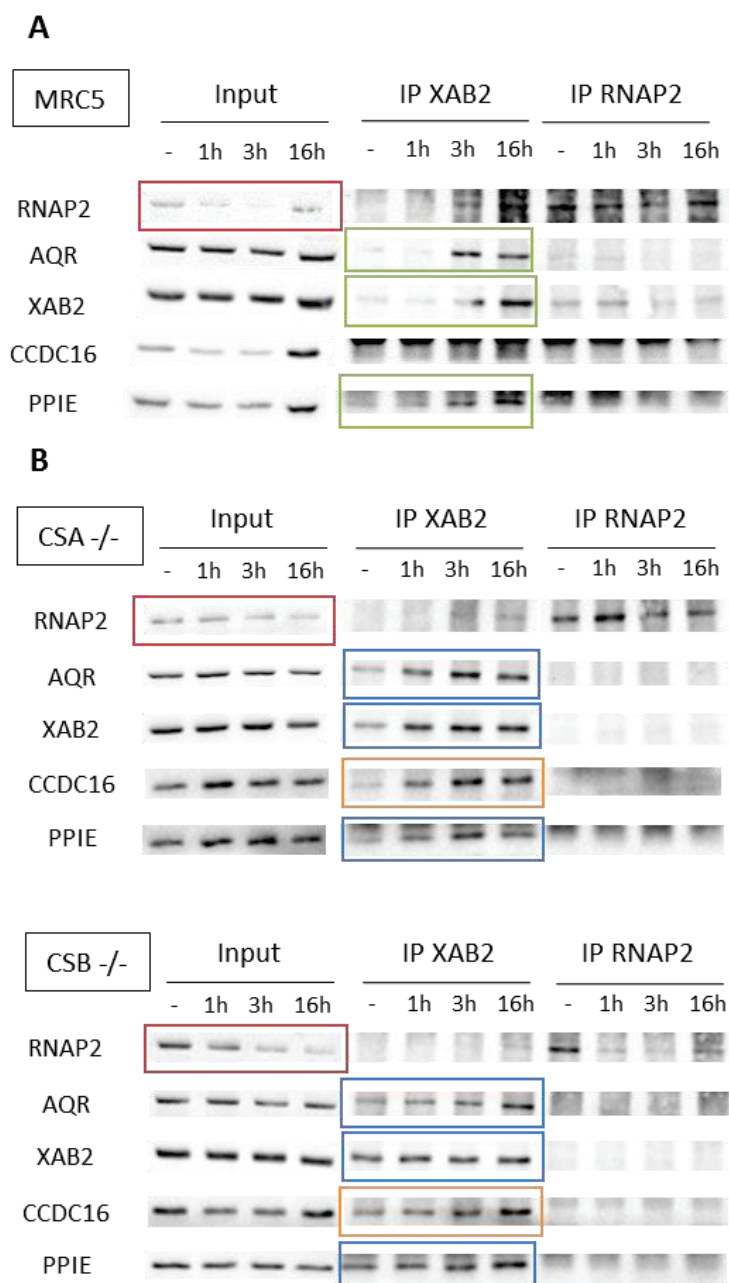 A
MRC5
Input IP XAB2 IP RNAP2
- 1h 3h 16h - 1h 3h 16h - 1h 3h 16h
RNAP2
AQR
XAB2
CCDC16
PPIE
B
CSA -/-
Input IP XAB2 IP RNAP2
- 1h 3h 16h - 1h 3h 16h - 1h 3h 16h
RNAP2
AQR
XAB2
CCDC16
PPIE
CSB -/-
Input IP XAB2 IP RNAP2
- 1h 3h 16h - 1h 3h 16h - 1h 3h 16h
RNAP2
AQR
XAB2
CCDC16
PPIE